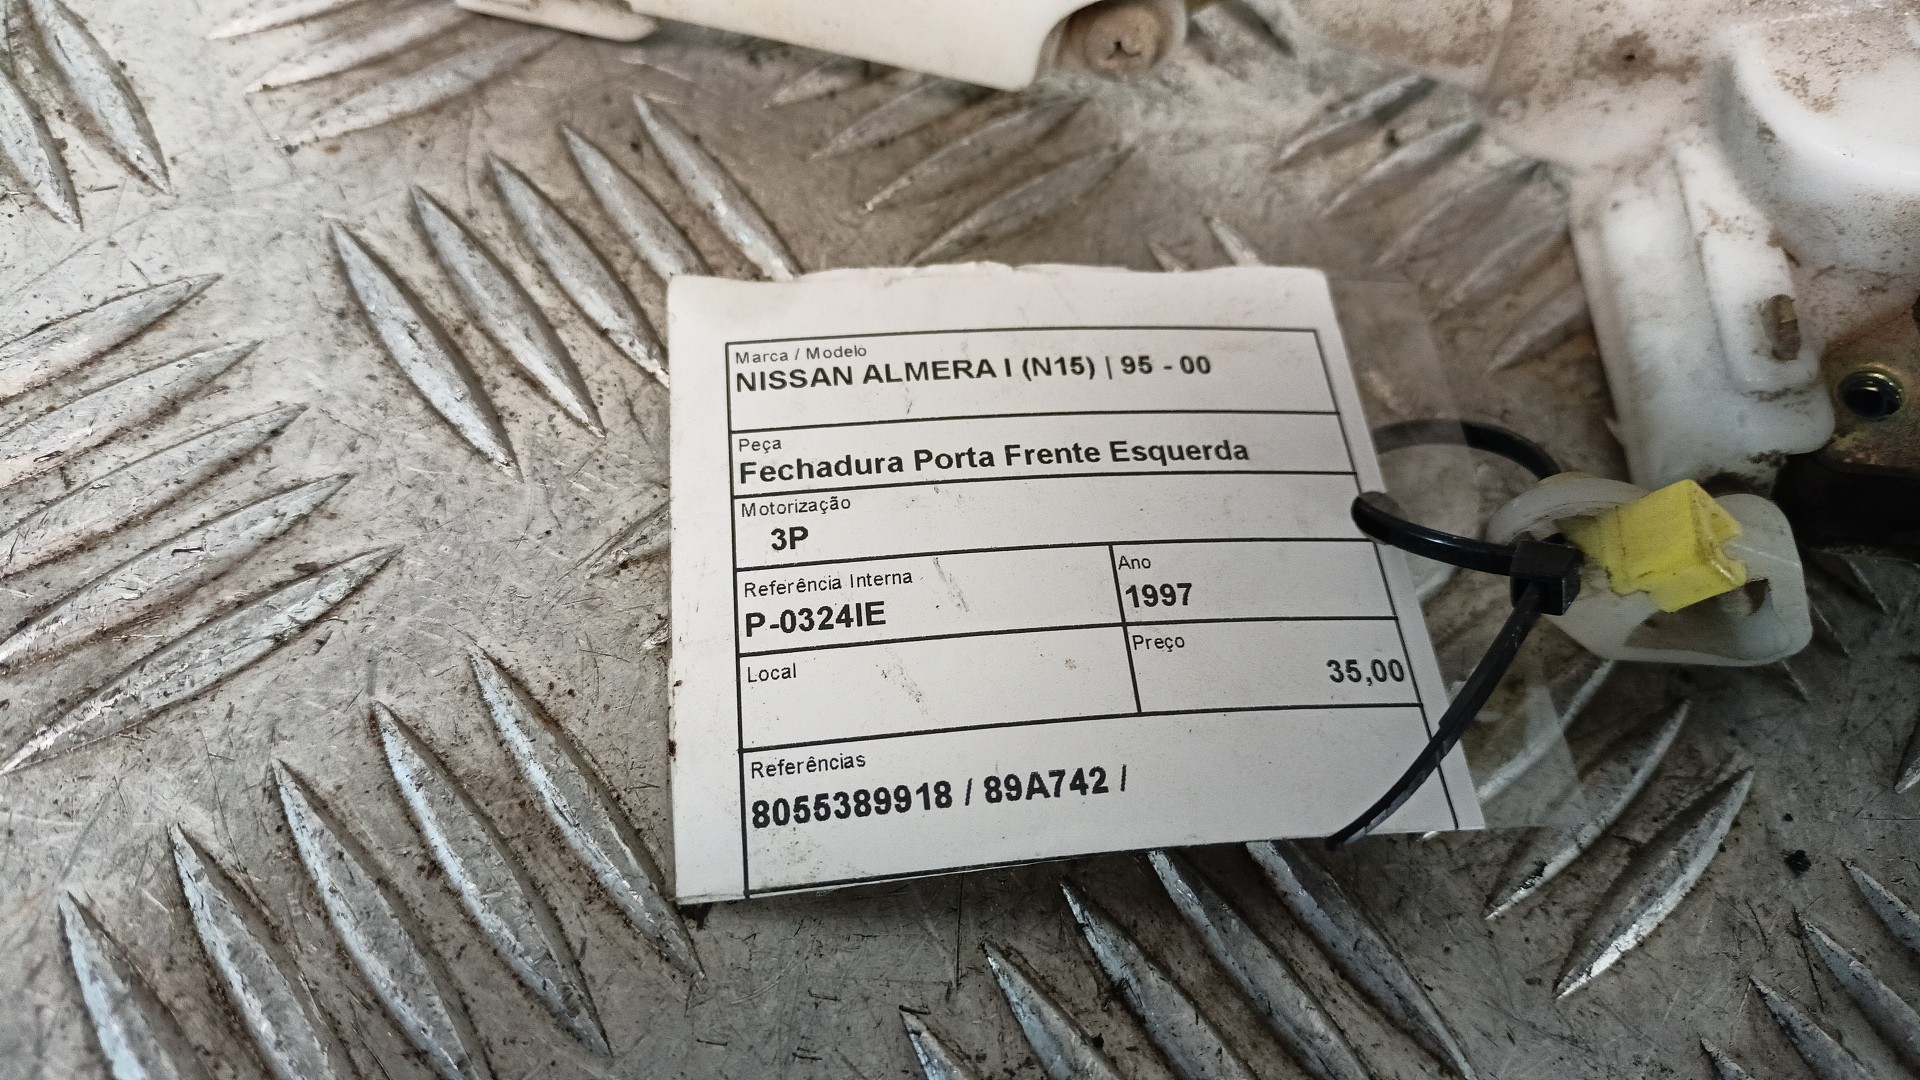 Marca / Modelo
NISSAN ALMERA I (N15) | 95 - 00
Peça
Fechadura Porta Frente Esquerda
Motorização
3P
Referência Interna
P-0324IE
Ano
1997
Local
Preço
35,00
Referências
8055389918 / 89A742 /